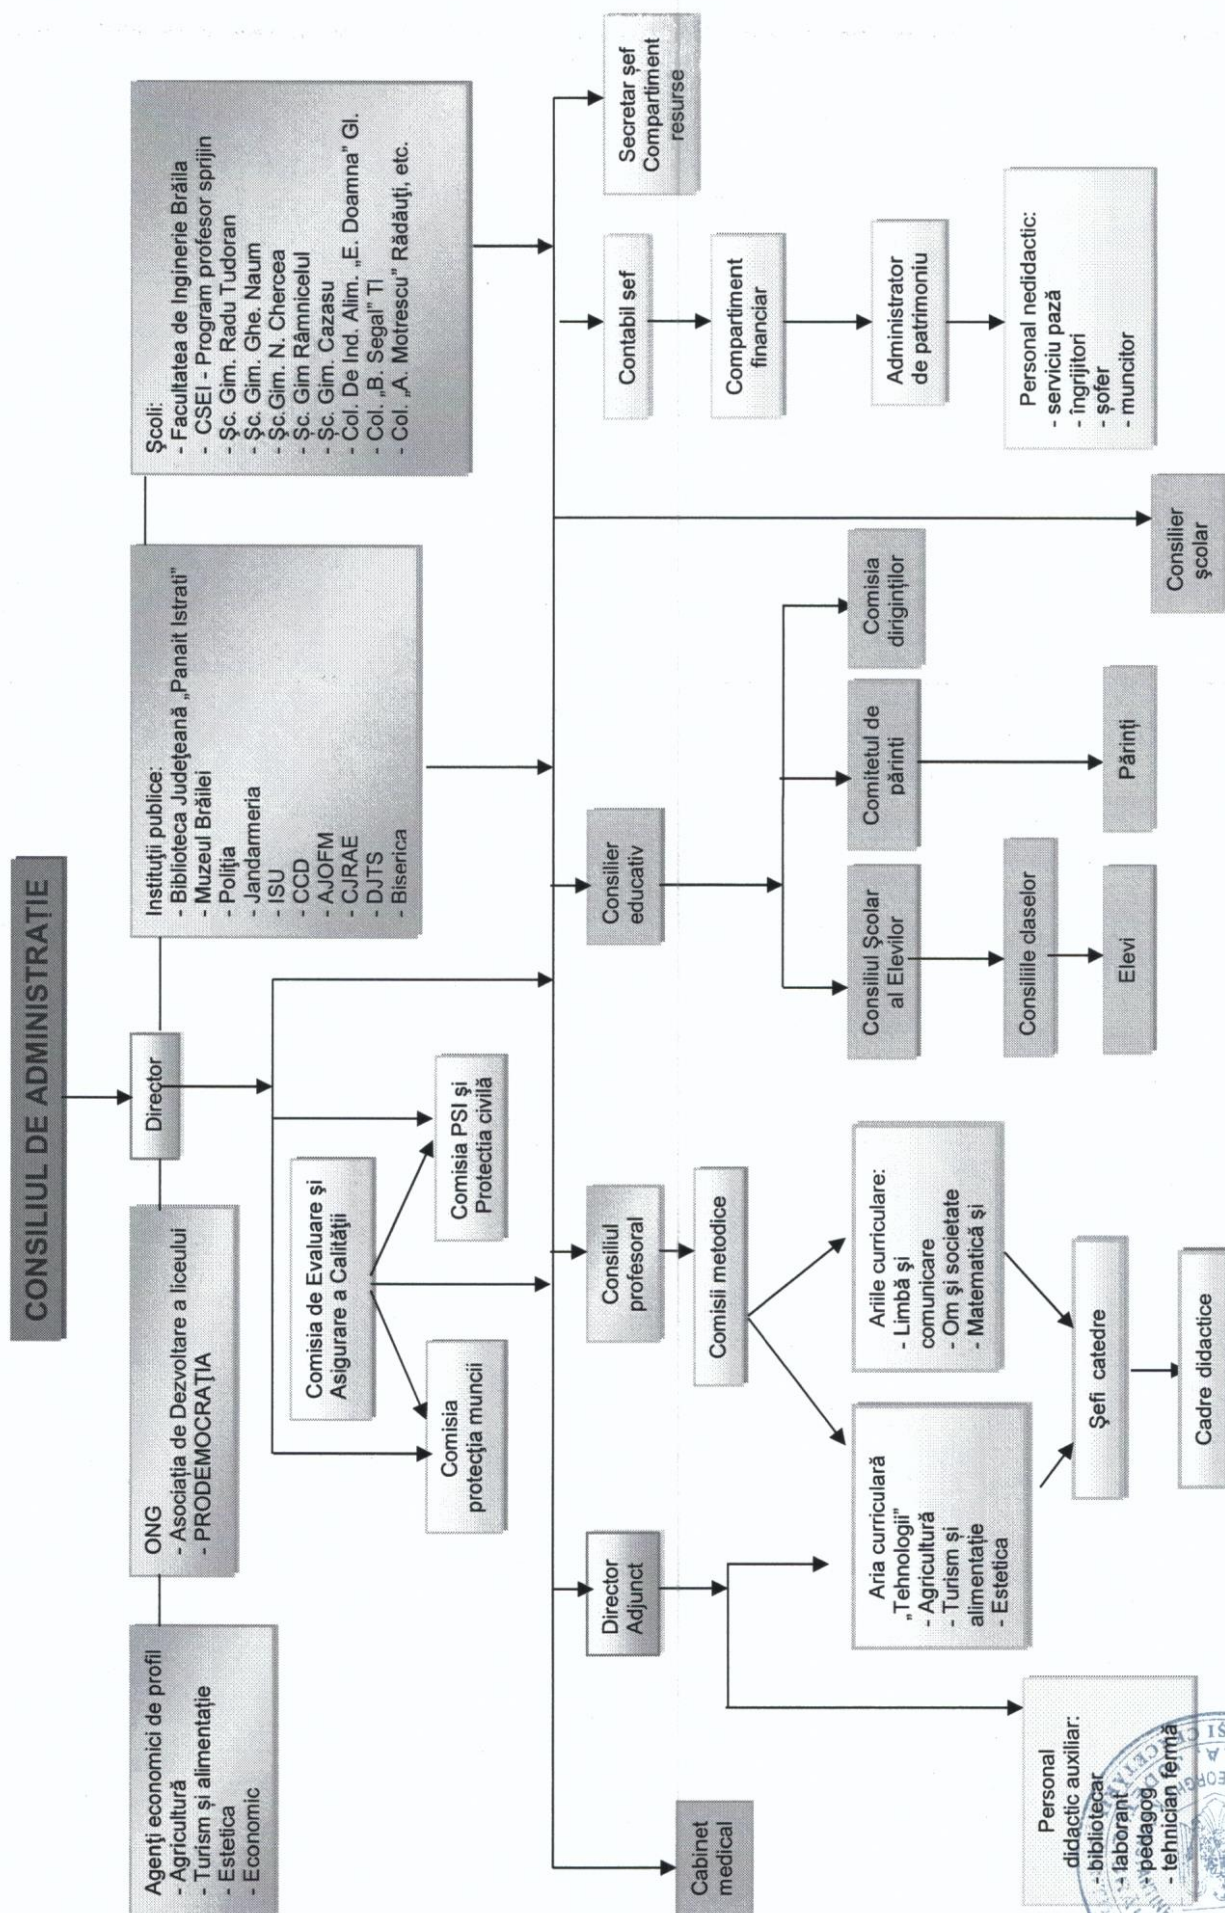 CONSILIUL DE ADMINISTRAȚIE
Agenți economici de profil
- Agricultură
- Turism și alimentație
- Estetica
- Economic
ONG
- Asociația de Dezvoltare a liceului
- PRODEMOCRAȚIA
Director
Instituții publice:
- Biblioteca Județeană „Panait Istrati”
- Muzeul Brăilei
- Poliția
- Jandarmeria
- ISU
- CCD
- AJOFM
- CJRAE
- DJTS
- Biserica
Școli:
- Facultatea de Inginerie Brăila
- CSEI - Program profesor sprijin
- Șc. Gim. Radu Tudoran
- Șc. Gim. Ghe. Naum
- Șc.Gim. N. Chercea
- Șc. Gim Râmnicelul
- Șc. Gim. Cazasu
- Col. De Ind. Alim. „E. Doamna” Gl.
- Col. „B. Segal” Tl
- Col. „A. Motrescu” Rădăuți, etc.
Comisia de Evaluare și
Asigurare a Calității
Comisia
protecția muncii
Comisia PSI și
Protectia civilă
Cabinet
medical
Director
Adjunct
Consiliul
profesoral
Consilier
educativ
Contabil sef
Secretar șef
Compartiment
resurse
Comisii metodice
Compartiment
financiar
Aria curriculară
„Tehnologii”
- Agricultură
- Turism și
alimentație
- Estetica
Ariile curriculare:
- Limbă și
comunicare
- Om și societate
- Matematică și
Consiliul Școlar
al Elevilor
Comitetul de
părinti
Comisia
diriginților
Administrator
de patrimoniu
Personal
didactic auxiliar:
- bibliotecar
- laborant
- pedagog
- tehnician fermă
Șefi catedre
Consiliile claselor
Personal nedidactic:
- serviciu pază
- îngrijitori
- șofer
- muncitor
Cadre didactice
Elevi
Părinți
Consilier
școlar